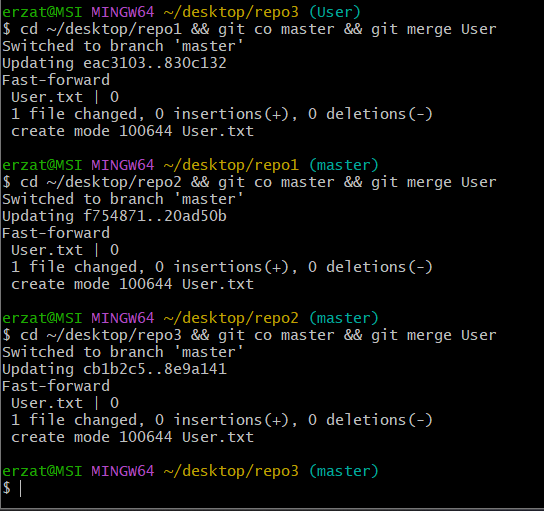 erzat@MSI MINGW64 ~/desktop/repo3 (User)
$ cd ~/desktop/repo1 && git co master && git merge User
Switched to branch 'master'
Updating eac3103..830c132
Fast-forward
 User.txt | 0
 1 file changed, 0 insertions(+), 0 deletions(-)
 create mode 100644 User.txt

erzat@MSI MINGW64 ~/desktop/repo1 (master)
$ cd ~/desktop/repo2 && git co master && git merge User
Switched to branch 'master'
Updating f754871..20ad50b
Fast-forward
 User.txt | 0
 1 file changed, 0 insertions(+), 0 deletions(-)
 create mode 100644 User.txt

erzat@MSI MINGW64 ~/desktop/repo2 (master)
$ cd ~/desktop/repo3 && git co master && git merge User
Switched to branch 'master'
Updating cb1b2c5..8e9a141
Fast-forward
 User.txt | 0
 1 file changed, 0 insertions(+), 0 deletions(-)
 create mode 100644 User.txt

erzat@MSI MINGW64 ~/desktop/repo3 (master)
$